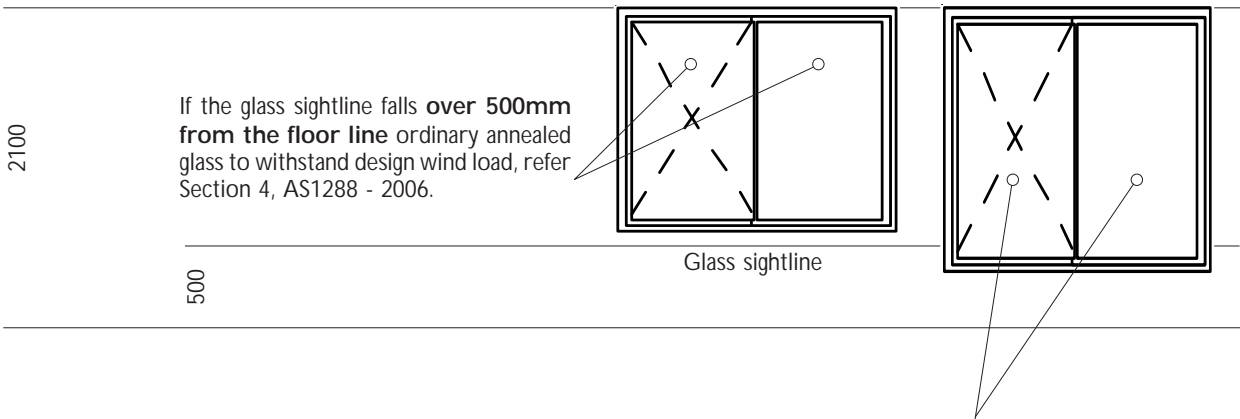 2100
If the glass sightline falls over 500mm
from the floor line ordinary annealed
glass to withstand design wind load, refer
Section 4, AS1288 - 2006.
Glass sightline
500